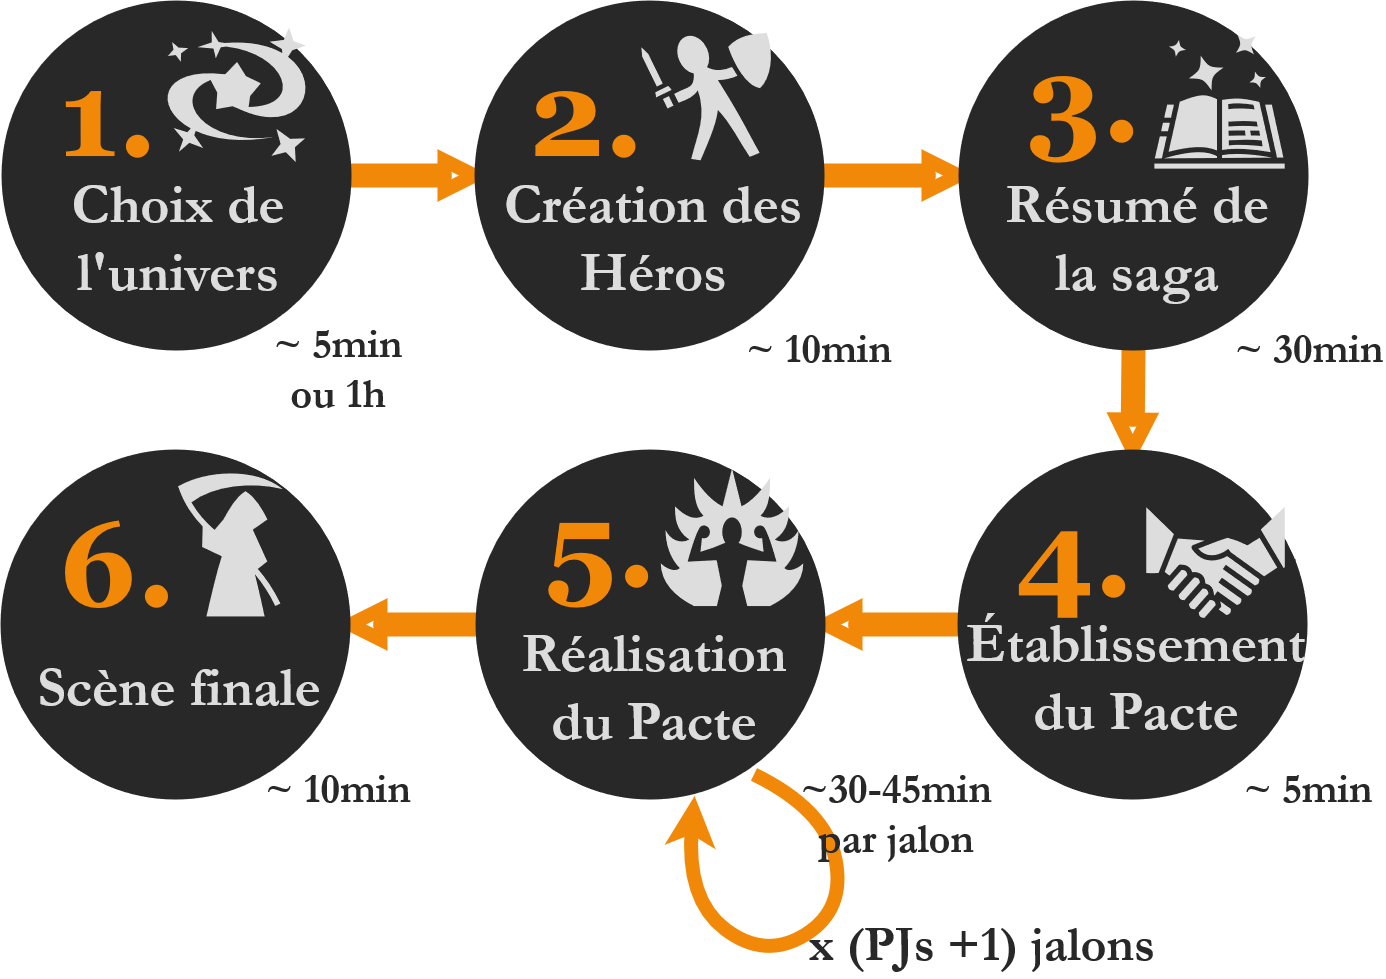 1.
Choix de
l'univers
~ 5min
ou 1h
2.
Création des
Héros
~ 10min
3.
Résumé de
la saga
~ 30min
4.
Établissement
du Pacte
~ 5min
5.
Réalisation
du Pacte
~30-45min
par jalon
x (PJs +1) jalons
6.
Scène finale
~ 10min